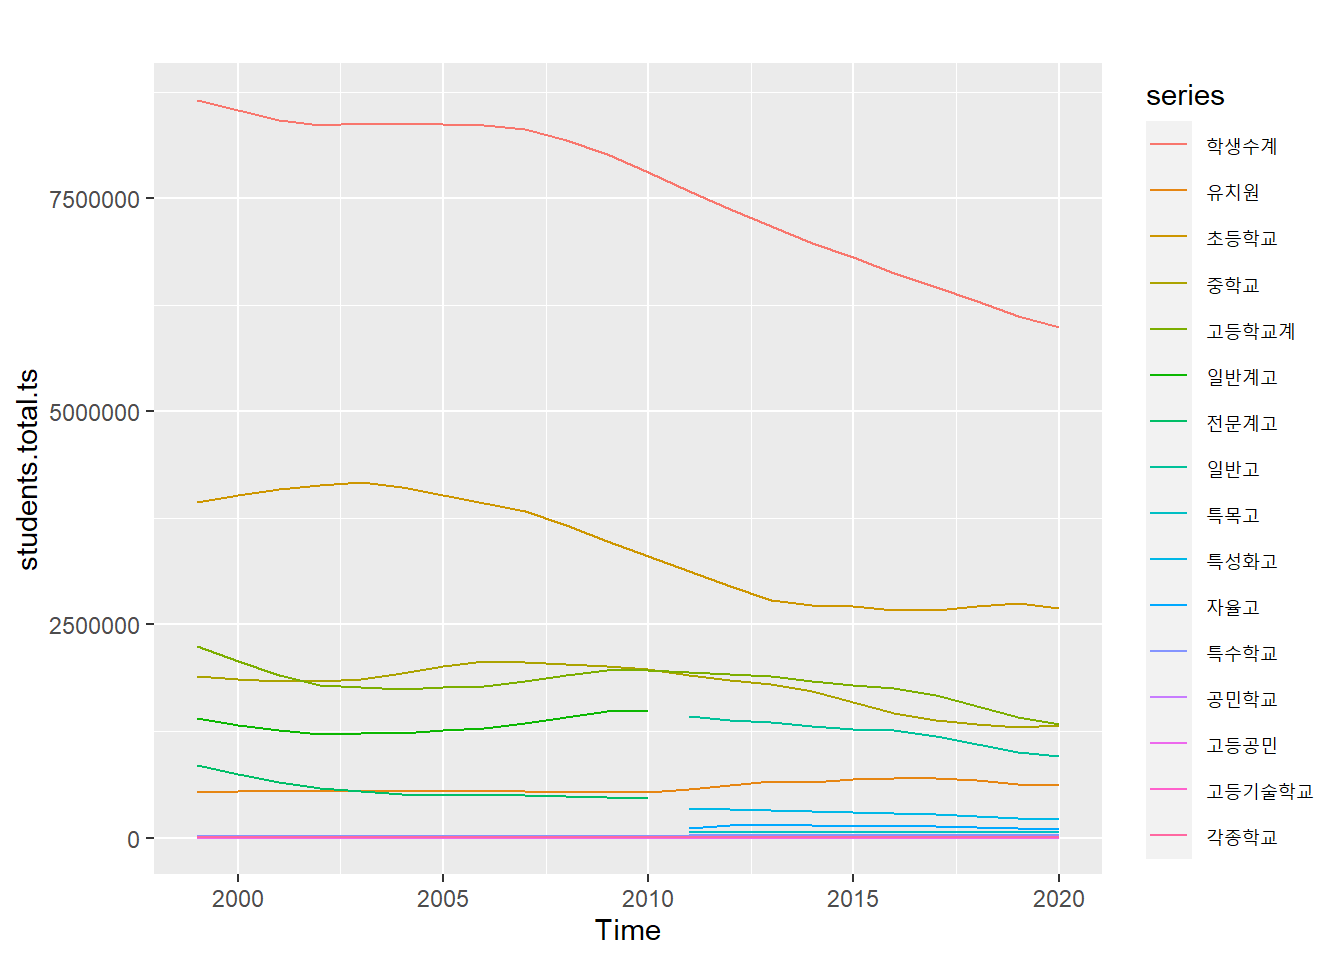 students.total.ts
7500000
5000000
2500000
0
2000
2005
2010
2015
2020
Time
series
학생수계
유치원
초등학교
중학교
고등학교계
일반계고
전문계고
일반고
특목고
특성화고
자율고
특수학교
공민학교
고등공민
고등기술학교
각종학교